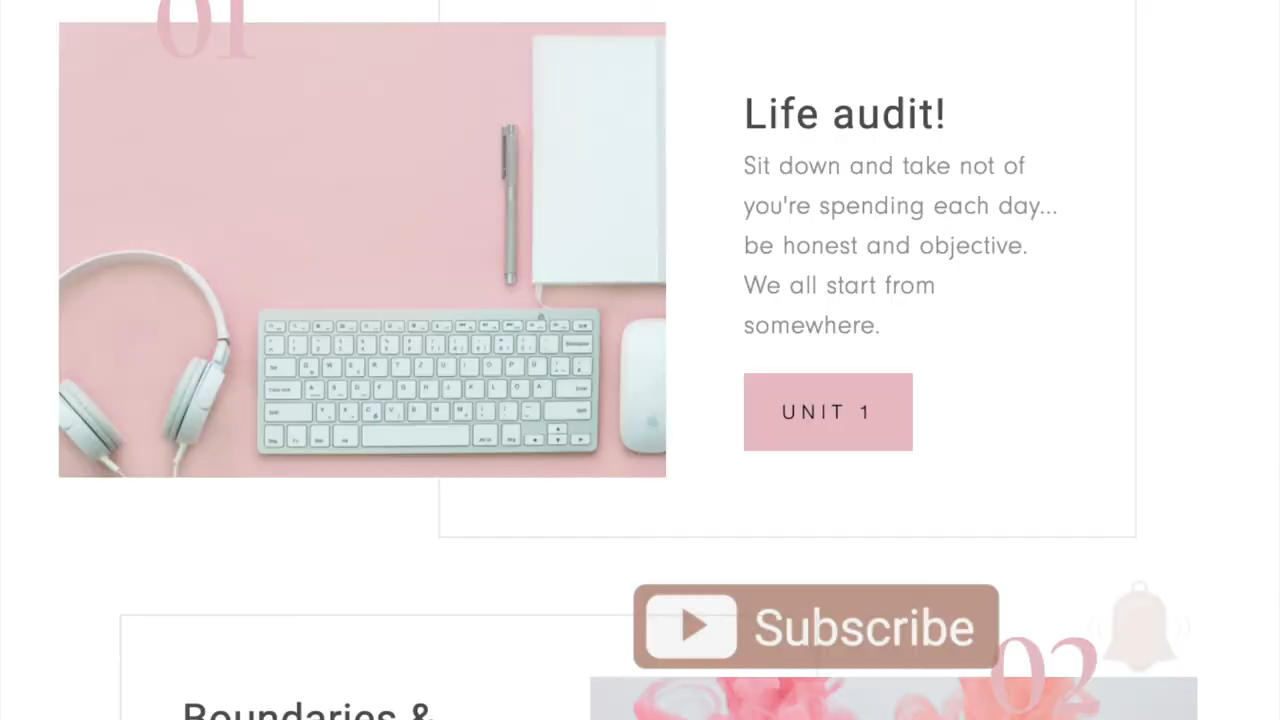 01
Life audit!
Sit down and take not of
you're spending each day...
be honest and objective.
We all start from
somewhere.
UNIT 1
Subscribe
02
Boundaries &